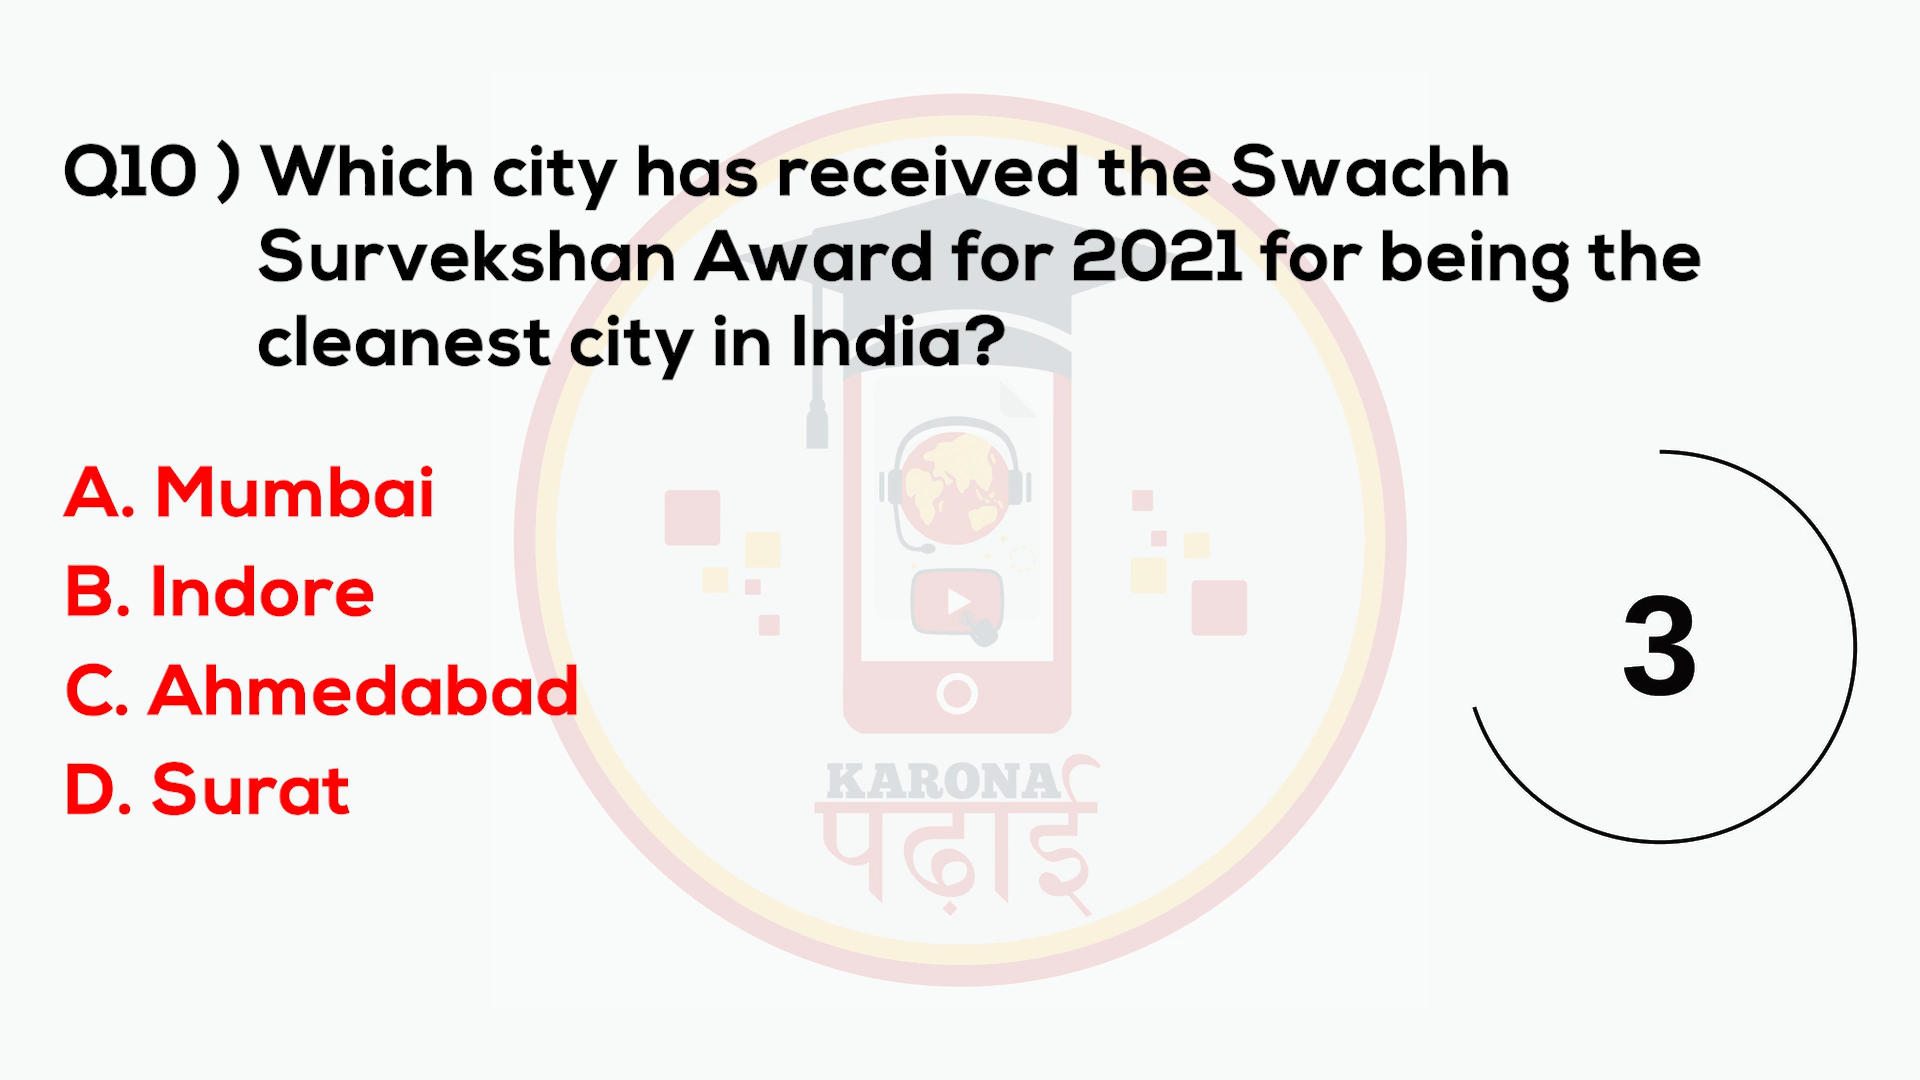 Q10 ) Which city has received the Swachh
Survekshan Award for 2021 for being the
cleanest city in India?
A. Mumbai
B. Indore
C. Ahmedabad
D. Surat
3
KARONA
पढ़ाई